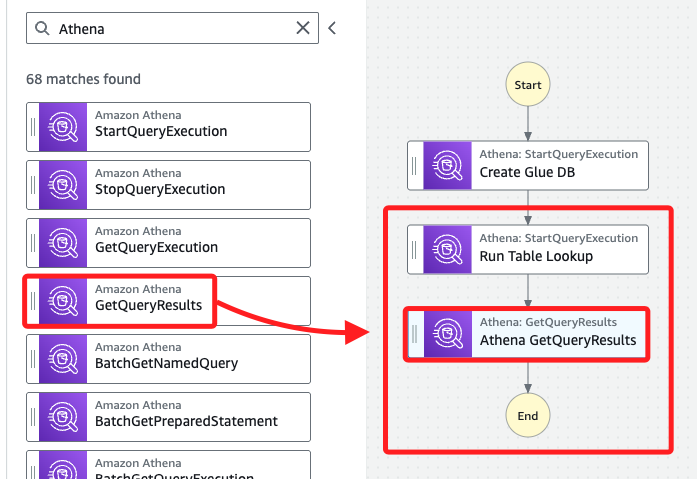 Athena
68 matches found
Amazon Athena
StartQueryExecution
Amazon Athena
StopQueryExecution
Amazon Athena
GetQueryExecution
Amazon Athena
GetQueryResults
Amazon Athena
BatchGetNamedQuery
Amazon Athena
BatchGetPreparedStatement
Amazon Athena
BatchGetQueryExecution
Start
Athena: StartQueryExecution
Create Glue DB
Athena: StartQueryExecution
Run Table Lookup
Athena: GetQueryResults
Athena GetQueryResults
End